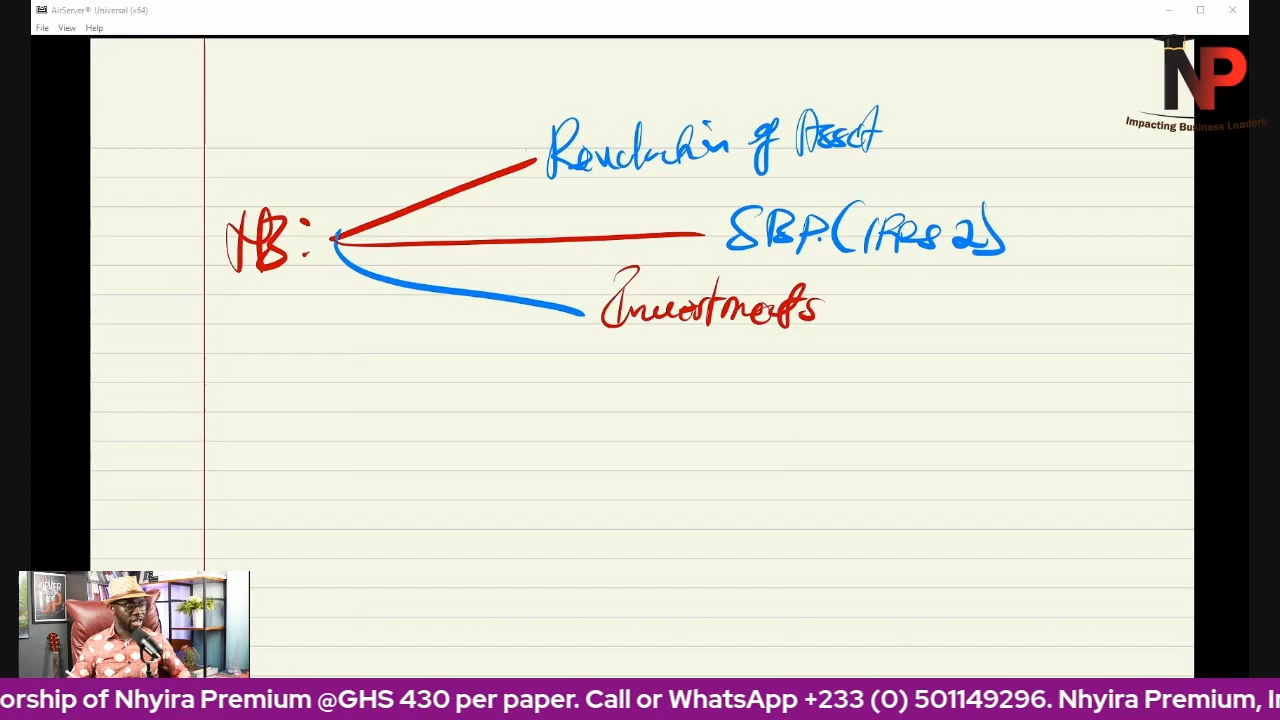 AirServer® Universal (x64)
File View Help
NP
Impacting Business Leaders
Revaluation of Asset
NB:
SBP (IFRS 2)
Investments
orship of Nhyira Premium @GHS 430 per paper. Call or WhatsApp +233 (0) 501149296. Nhyira Premium, I